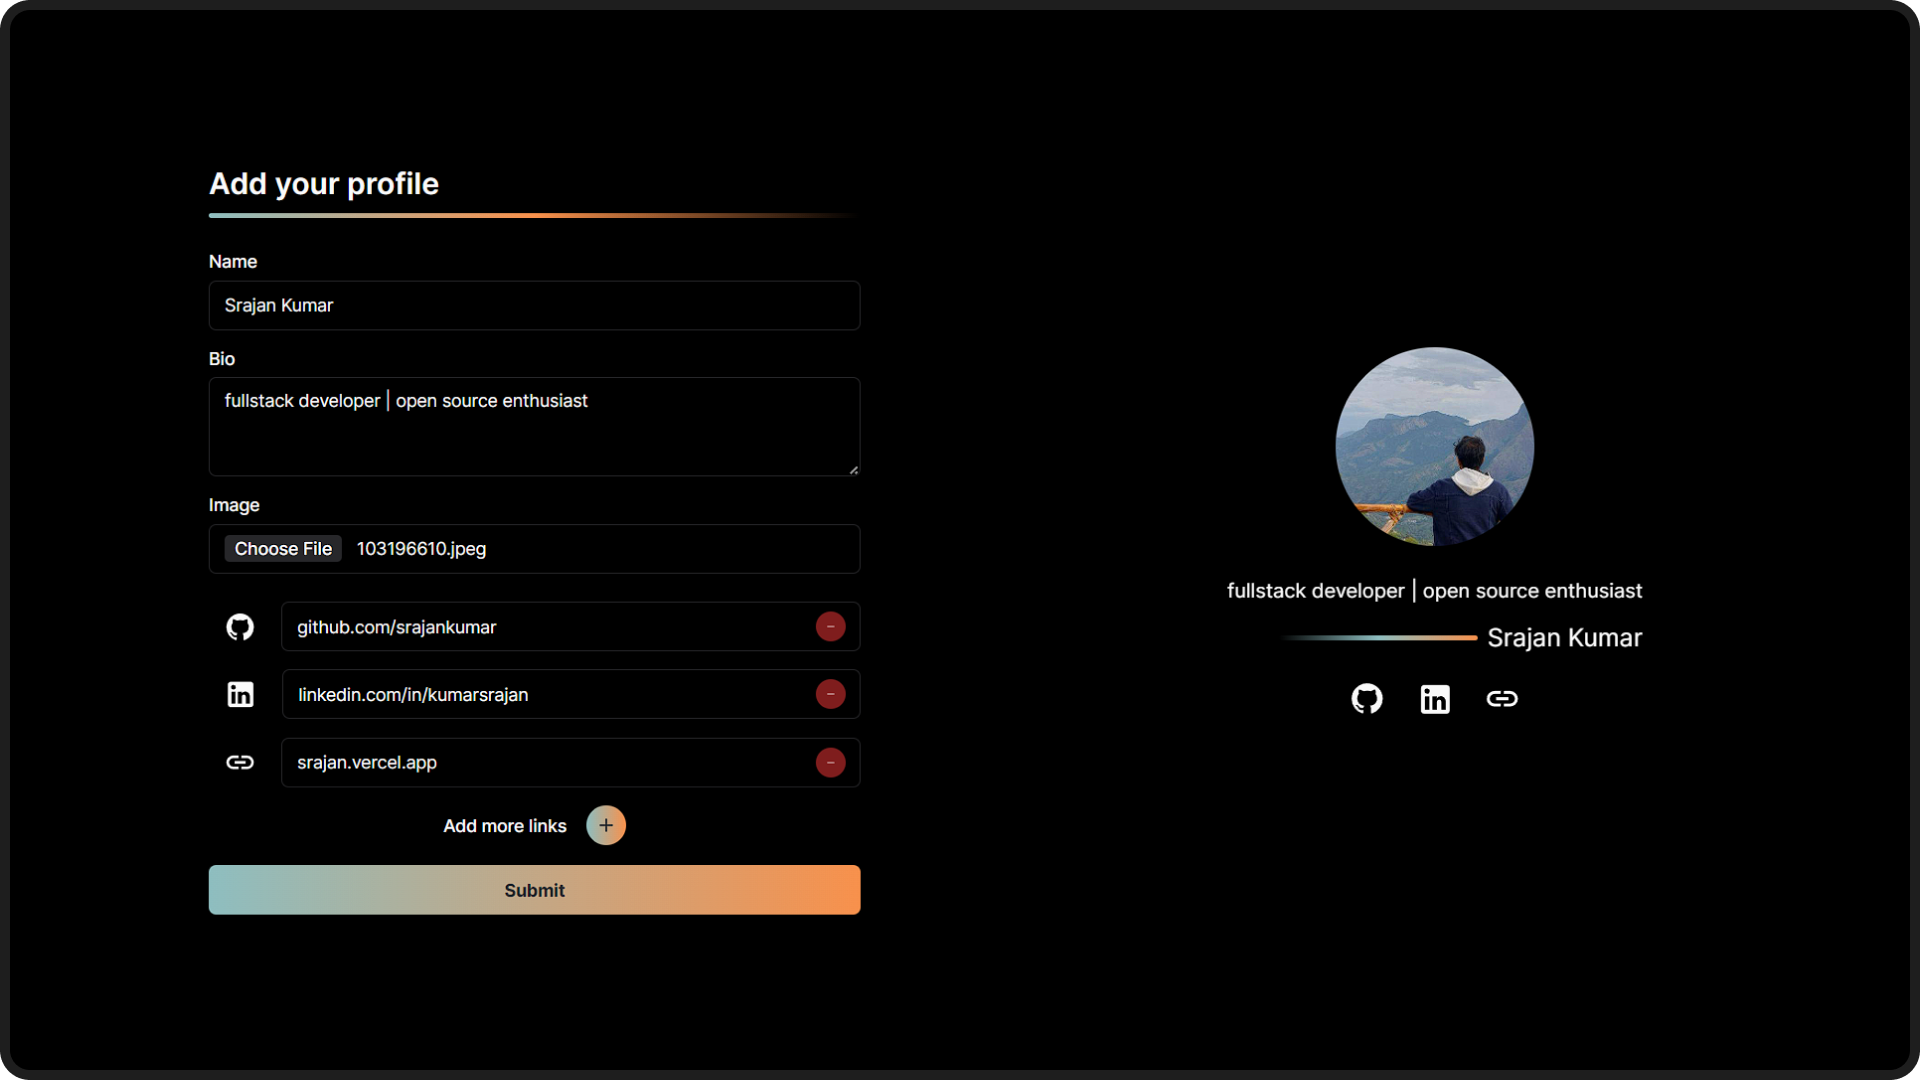 Add your profile
Name
Srajan Kumar
Bio
fullstack developer | open source enthusiast
Image
Choose File 103196610.jpeg
github.com/srajankumar
linkedin.com/in/kumarsrajan
srajan.vercel.app
Add more links +
Submit
fullstack developer | open source enthusiast
Srajan Kumar